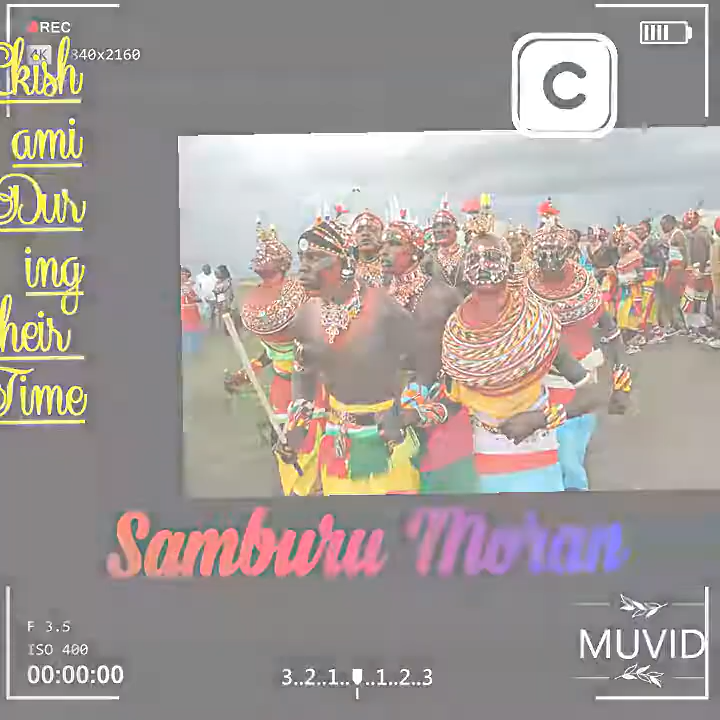 REC
4K 3840x2160
C
kish
ami
Dur
ing
heir
Time
Samburu Moran
F 3.5
ISO 400
00:00:00
3..2..1.. ..1..2..3
MUVID